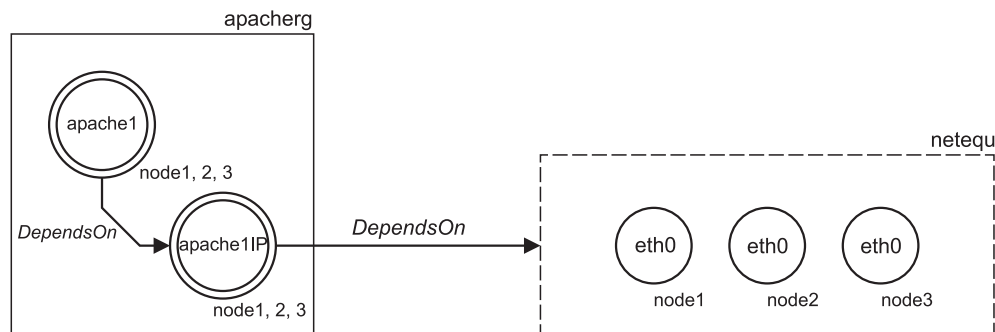 apacherg
apache1
node1, 2, 3
DependsOn
apache1IP
node1, 2, 3
DependsOn
netequ
eth0
eth0
eth0
node1
node2
node3